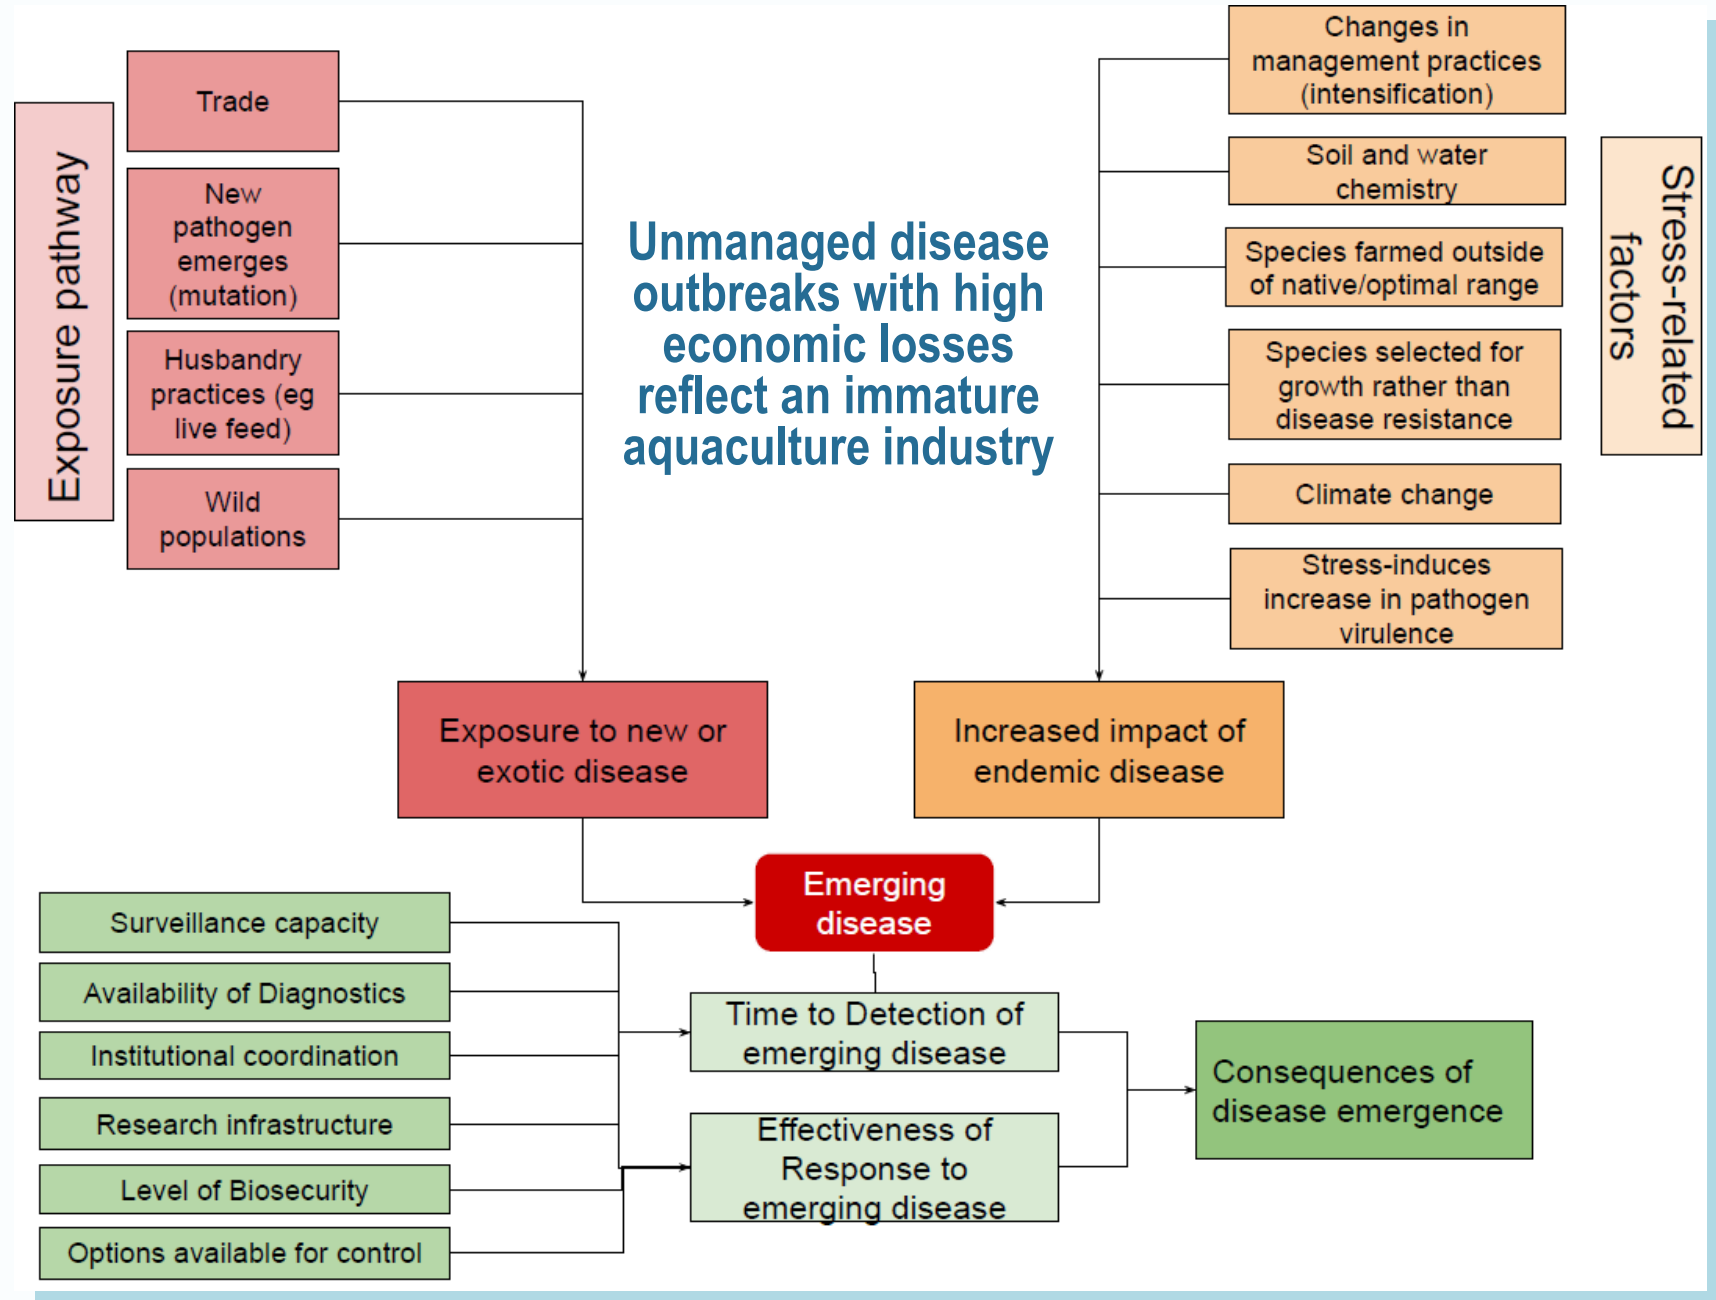 Exposure pathway
Trade
New
pathogen
emerges
(mutation)
Husbandry
practices (eg
live feed)
Wild
populations
Unmanaged disease
outbreaks with high
economic losses
reflect an immature
aquaculture industry
Changes in
management practices
(intensification)
Soil and water
chemistry
Species farmed outside
of native/optimal range
Species selected for
growth rather than
disease resistance
Climate change
Stress-induces
increase in pathogen
virulence
Stress-related
factors
Exposure to new or
exotic disease
Increased impact of
endemic disease
Emerging
disease
Surveillance capacity
Availability of Diagnostics
Institutional coordination
Research infrastructure
Level of Biosecurity
Options available for control
Time to Detection of
emerging disease
Effectiveness of
Response to
emerging disease
Consequences of
disease emergence